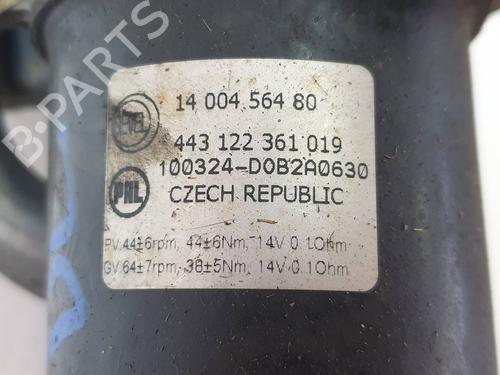 14 004 564 80
443 122 361 019
100324-D0B2A0630
CZECH REPUBLIC
PAL
PV:44±6rpm, 44±6Nm, 14V 0.1Ohm
GV:64±7rpm, 38±5Nm, 14V 0.1Ohm
B-PARTS